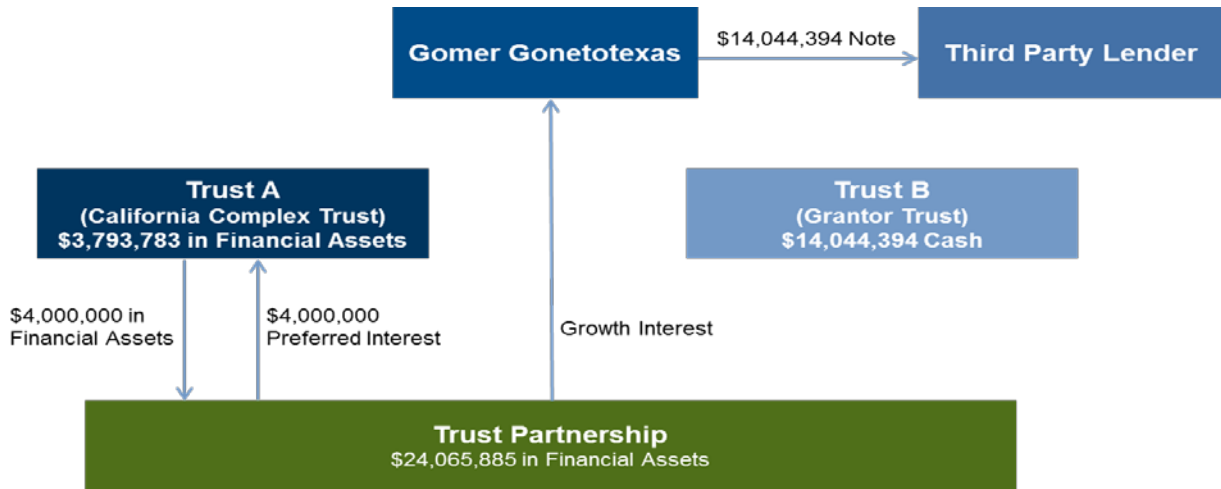 Gomer Gonetotexas
$14,044,394 Note
Third Party Lender
Trust A
(California Complex Trust)
$3,793,783 in Financial Assets
Trust B
(Grantor Trust)
$14,044,394 Cash
$4,000,000 in
Financial Assets
$4,000,000
Preferred Interest
Growth Interest
Trust Partnership
$24,065,885 in Financial Assets